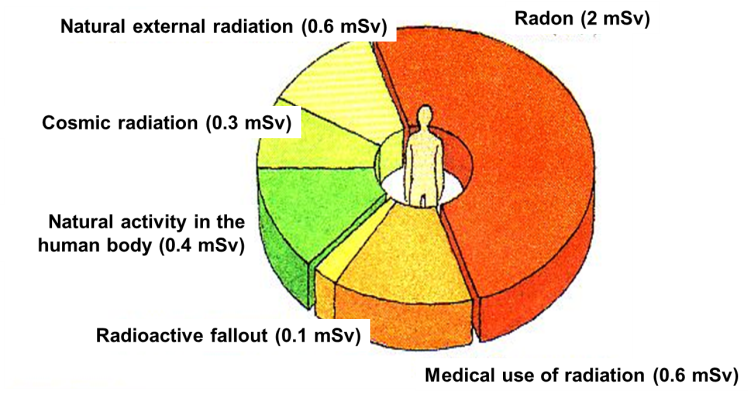 Natural external radiation (0.6 mSv)
Radon (2 mSv)
Cosmic radiation (0.3 mSv)
Natural activity in the
human body (0.4 mSv)
Radioactive fallout (0.1 mSv)
Medical use of radiation (0.6 mSv)